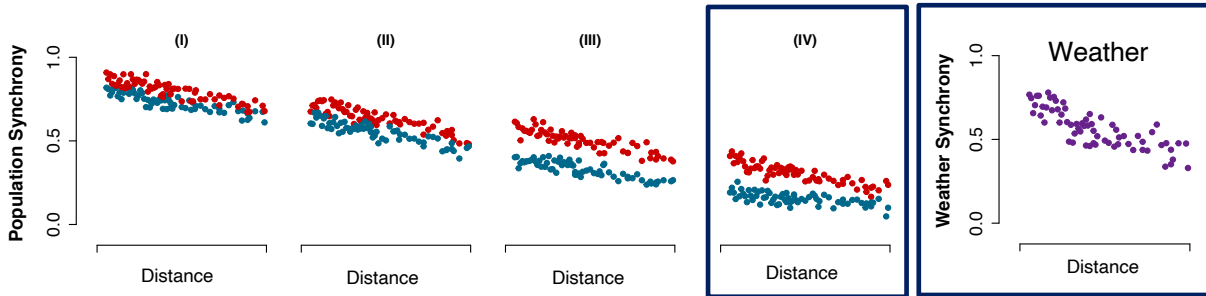 Population Synchrony
1.0
0.5
0.0
(I)
Distance
(II)
Distance
(III)
Distance
(IV)
Distance
Weather Synchrony
1.0
0.5
0.0
Weather
Distance